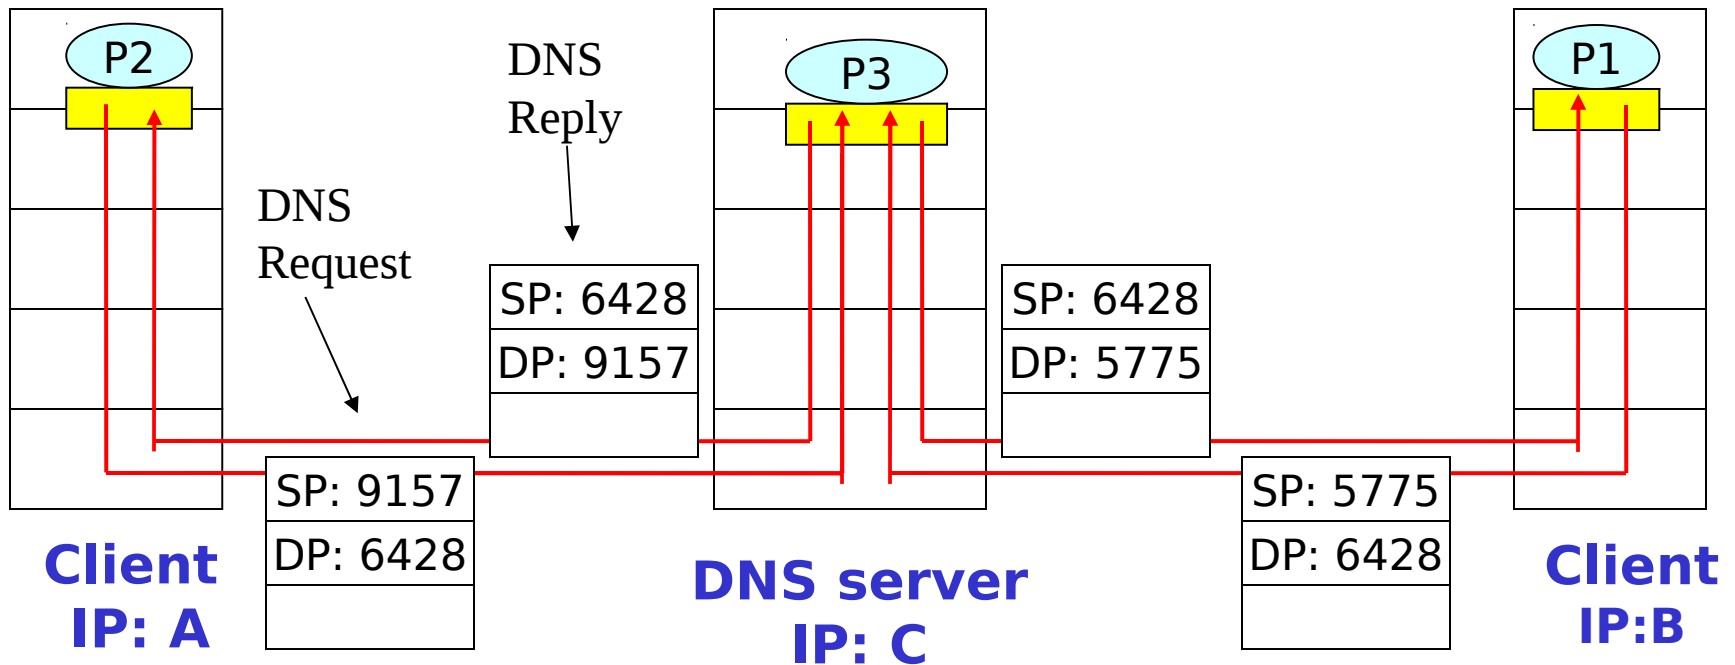 P2
DNS
Reply
P3
P1
DNS
Request
SP: 6428
DP: 9157
SP: 6428
DP: 5775
SP: 9157
DP: 6428
SP: 5775
DP: 6428
Client
IP: A
DNS server
IP: C
Client
IP:B